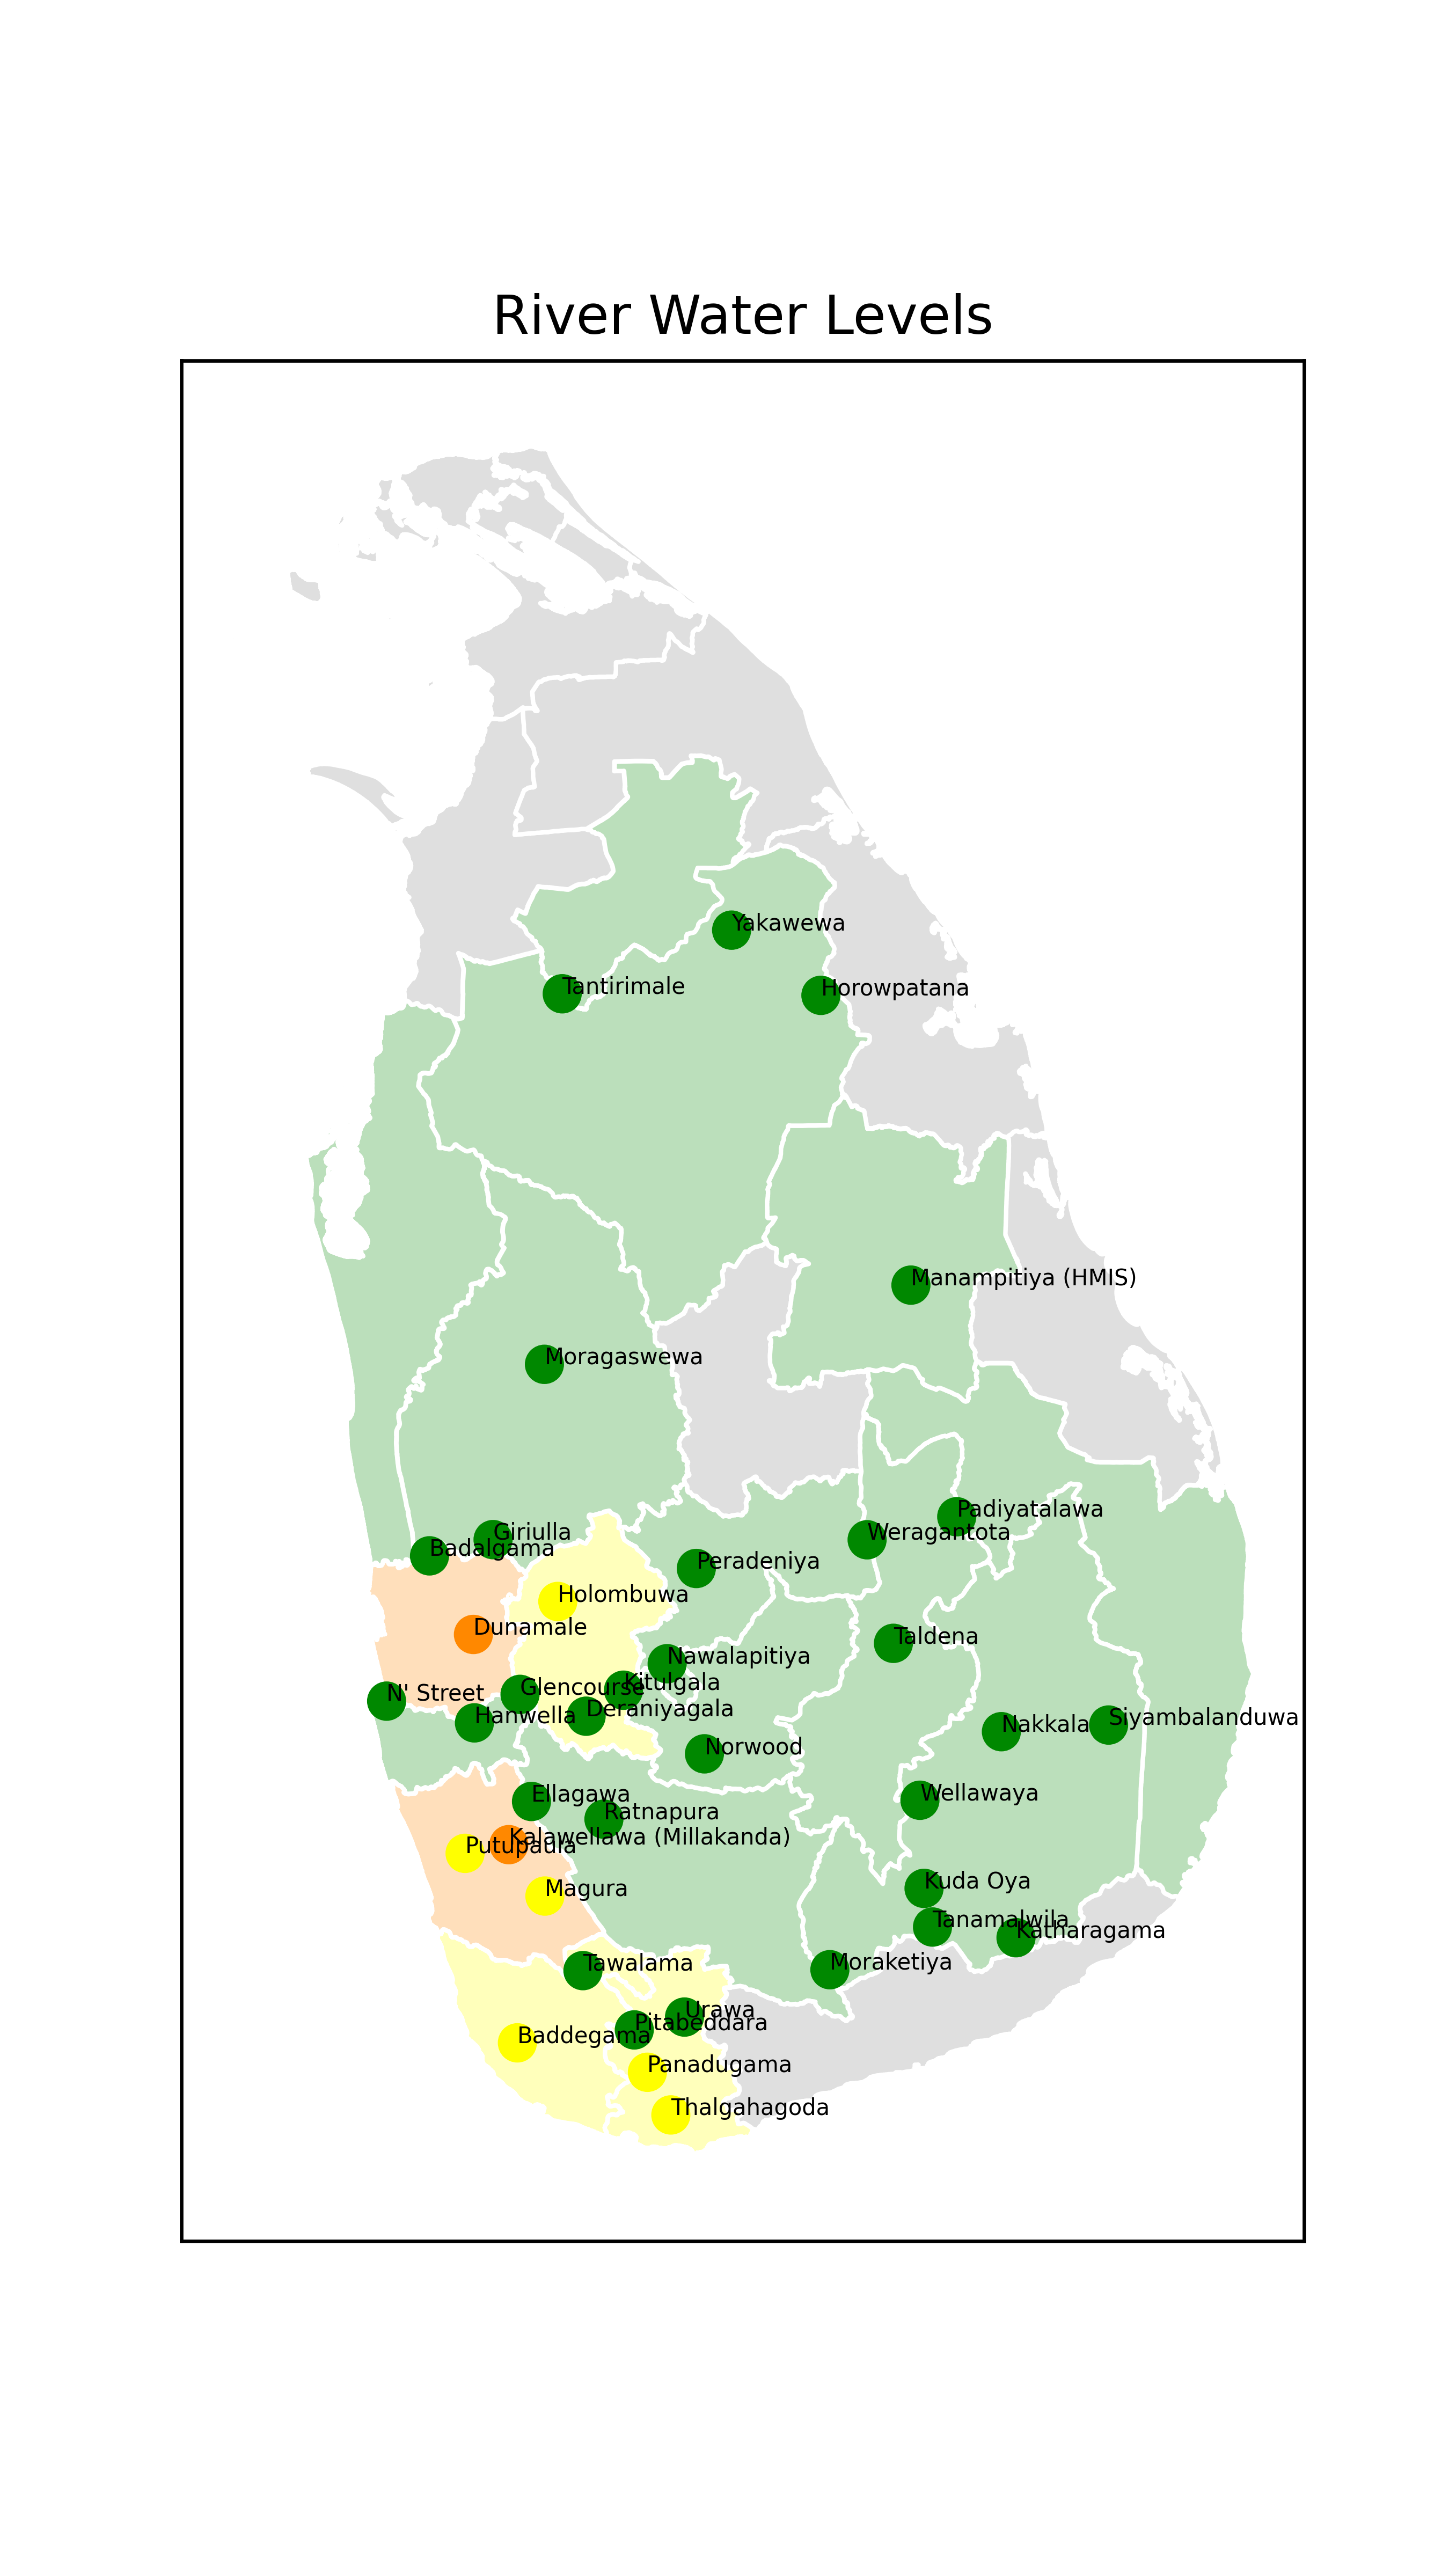 River Water Levels
Yakawewa
Tantirimale
Horowpatana
Manampitiya (HMIS)
Moragaswewa
Padiyatalawa
Giriulla
Weragantota
Badalgama
Peradeniya
Holombuwa
Dunamale
Taldena
Nawalapitiya
Kitulgala
Glencourse
N' Street
Deraniyagala
Hanwella
Siyambalanduwa
Nakkala
Norwood
Wellawaya
Ellagawa
Ratnapura
Kalawellawa (Millakanda)
Putupaula
Kuda Oya
Magura
Tanamalwila
Katharagama
Moraketiya
Tawalama
Urawa
Pitabeddara
Baddegama
Panadugama
Thalgahagoda